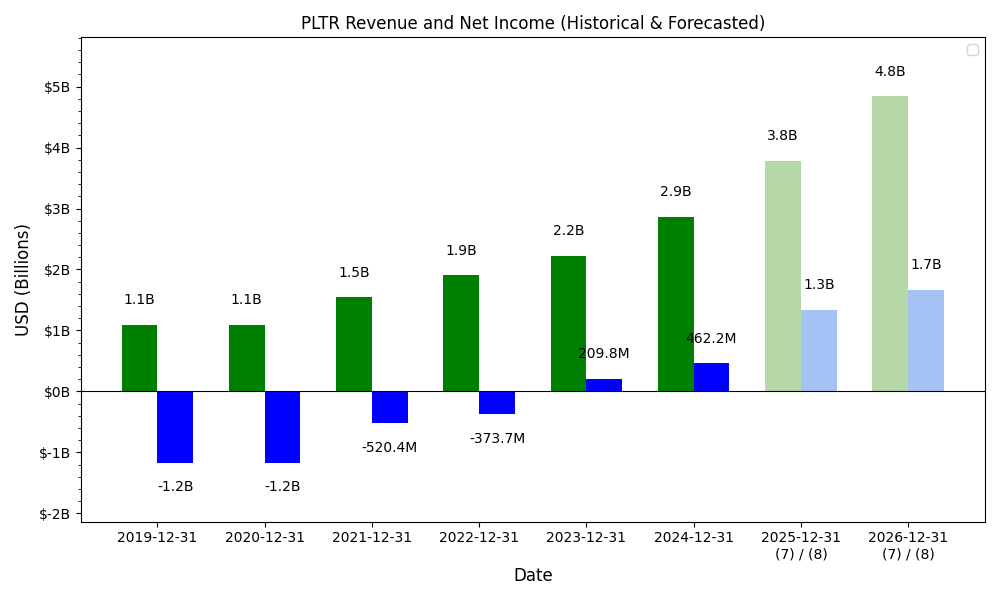 PLTR Revenue and Net Income (Historical & Forecasted)
USD (Billions)
$5B
$4B
$3B
$2B
$1B
$0B
$-1B
$-2B
1.1B
-1.2B
1.1B
-1.2B
1.5B
-520.4M
1.9B
-373.7M
2.2B
209.8M
2.9B
462.2M
3.8B
1.3B
4.8B
1.7B
2019-12-31
2020-12-31
2021-12-31
2022-12-31
2023-12-31
2024-12-31
2025-12-31
(7) / (8)
2026-12-31
(7) / (8)
Date